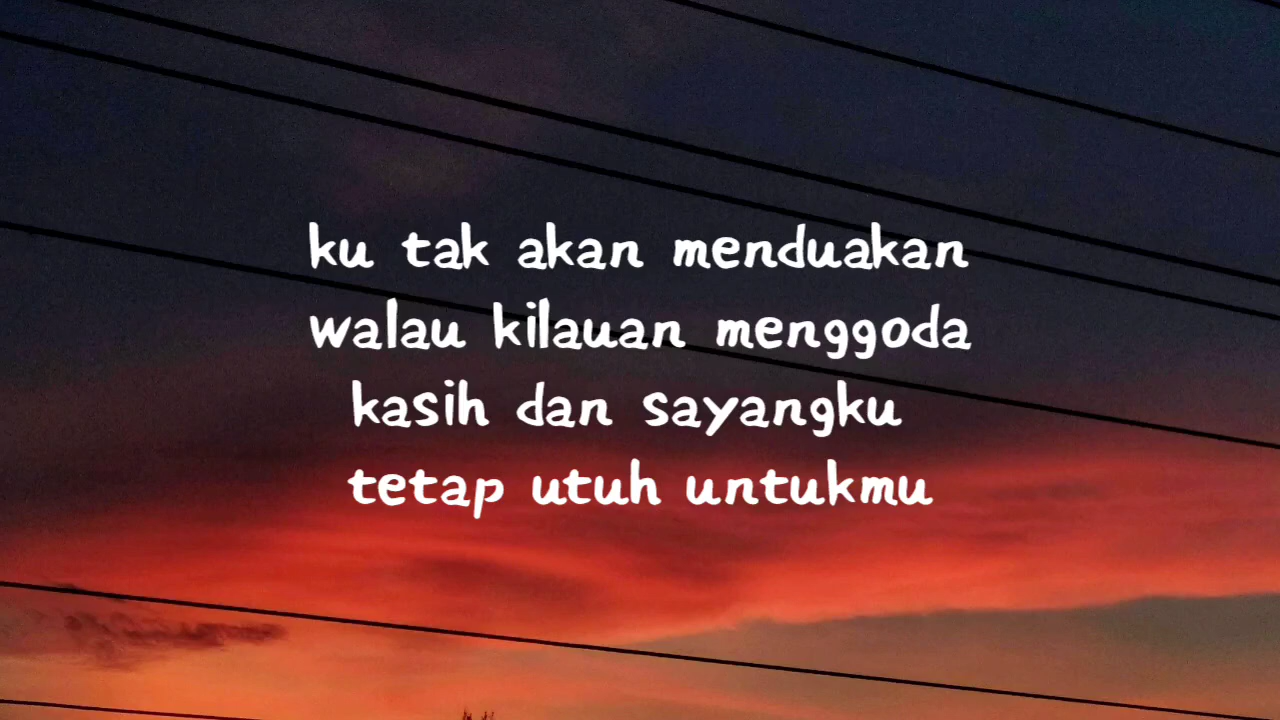 ku tak akan menduakan
walau kilauan menggoda
kasih dan sayangku
tetap utuh untukmu